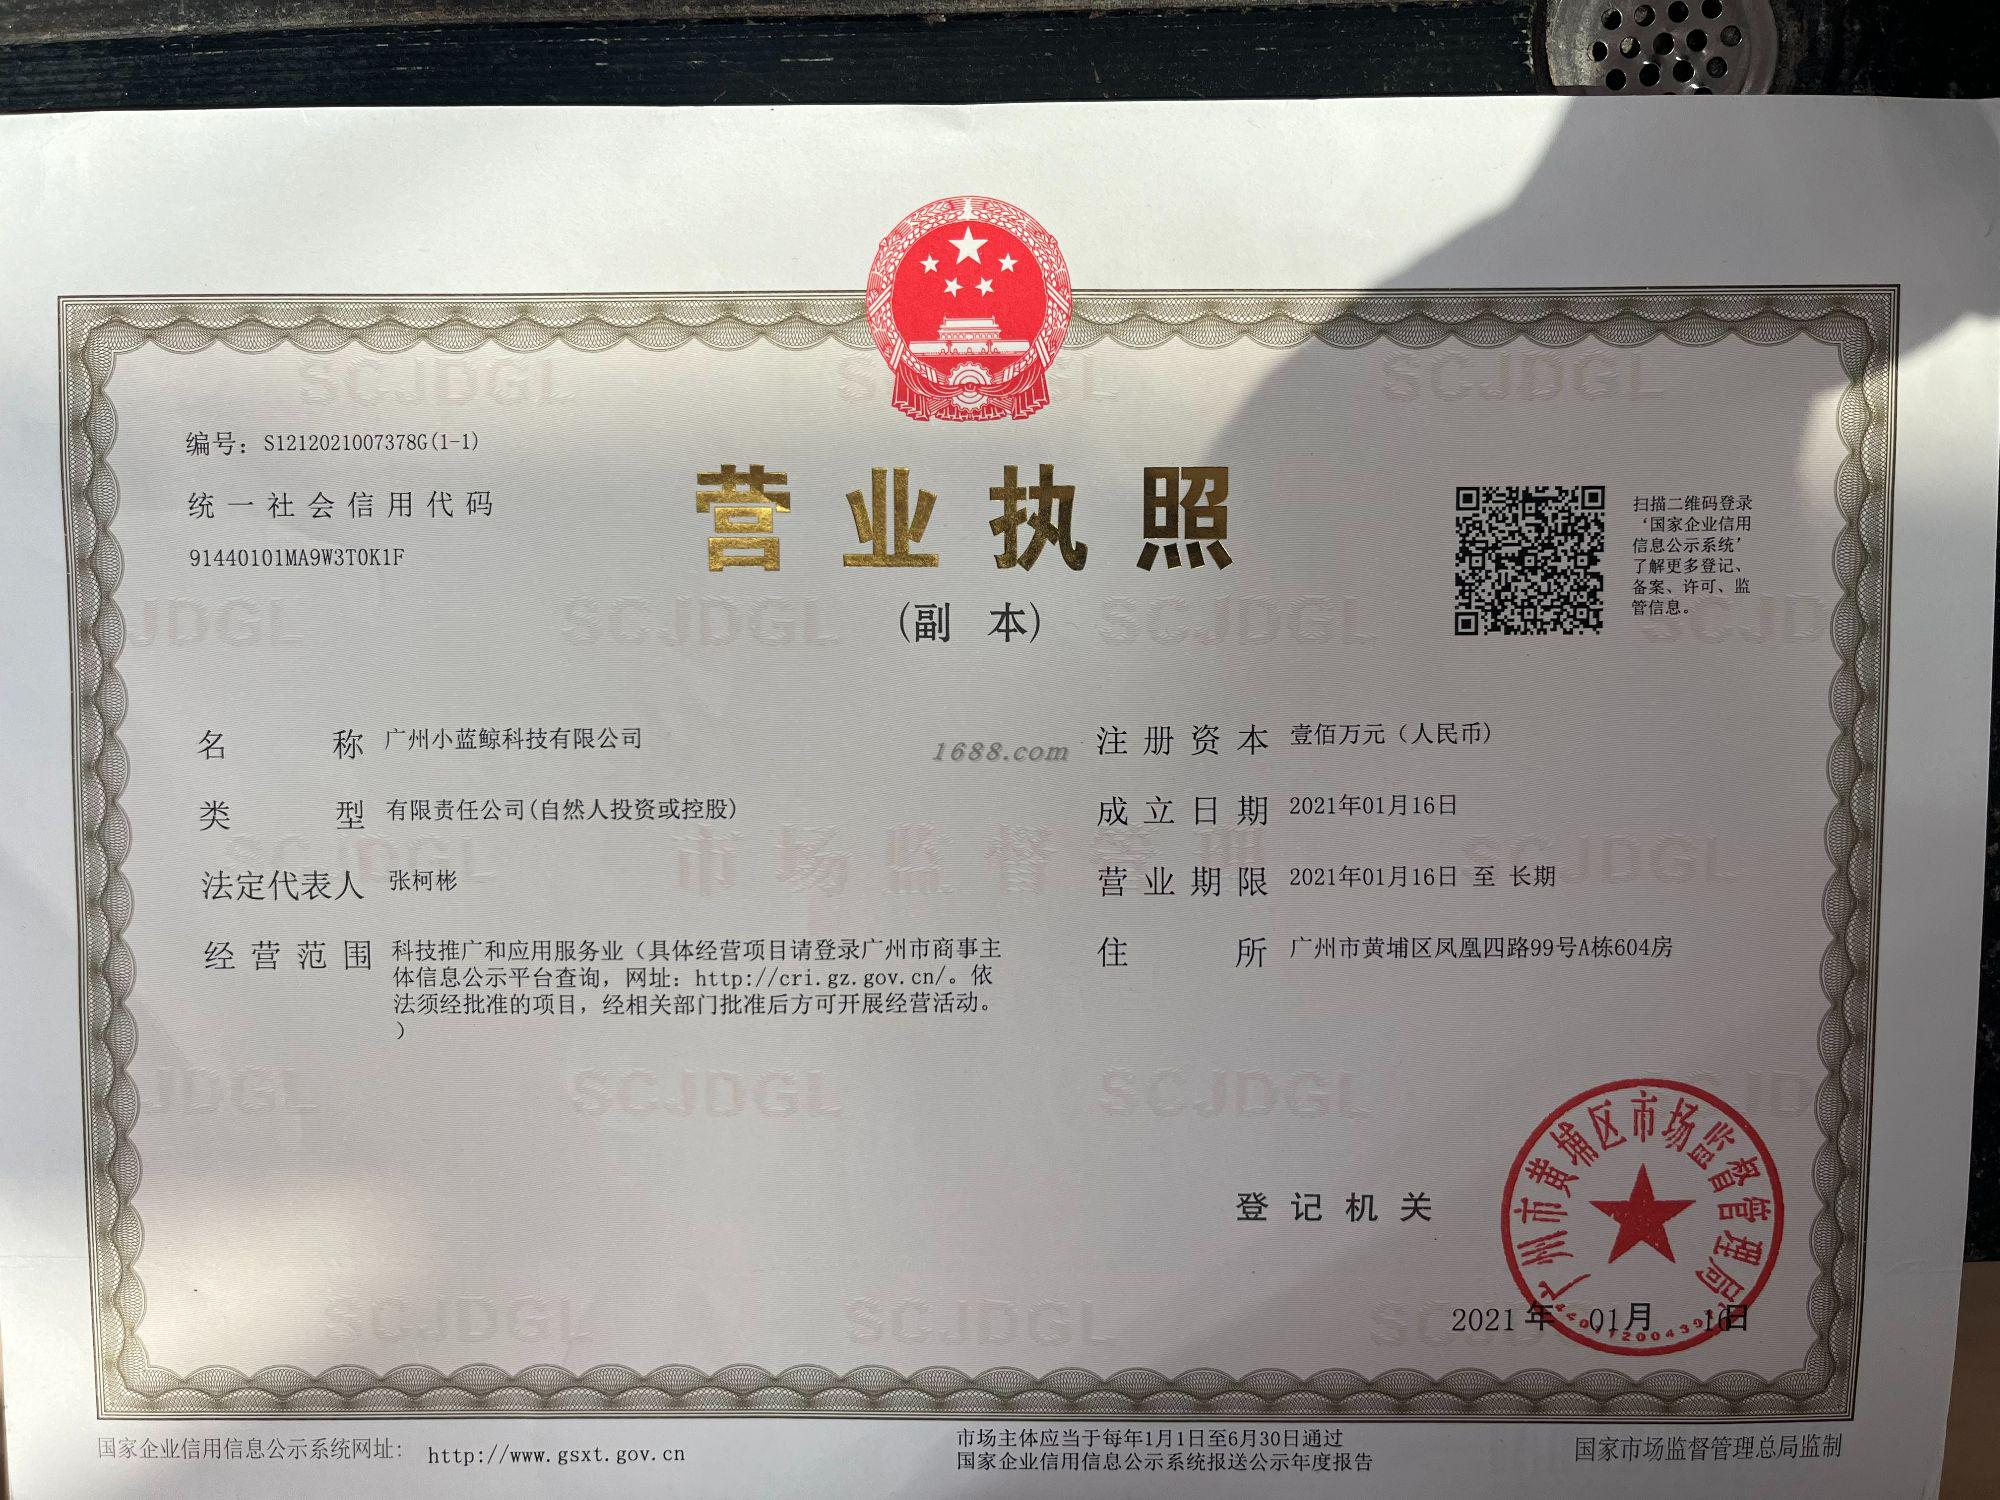 编号：S1212021007378G(1-1)
统一社会信用代码
91440101MA9W3T0K1F
营业执照
(副 本)
扫描二维码登录
‘国家企业信用
信息公示系统’
了解更多登记、
备案、许可、监
管信息。
名称 广州小蓝鲸科技有限公司
类型 有限责任公司(自然人投资或控股)
法定代表人 张柯彬
经营范围 科技推广和应用服务业（具体经营项目请登录广州市商事主
体信息公示平台查询，网址：http://cri.gz.gov.cn/。依
法须经批准的项目，经相关部门批准后方可开展经营活动。
）
1688.com
注册资本 壹佰万元（人民币）
成立日期 2021年01月16日
营业期限 2021年01月16日 至 长期
住所 广州市黄埔区凤凰四路99号A栋604房
登记机关
广州市黄埔区市场监督管理局
2021年 01月 16日
国家企业信用信息公示系统网址： http://www.gsxt.gov.cn
市场主体应当于每年1月1日至6月30日通过
国家企业信用信息公示系统报送公示年度报告
国家市场监督管理总局监制
SCJDGL
市场监督管理